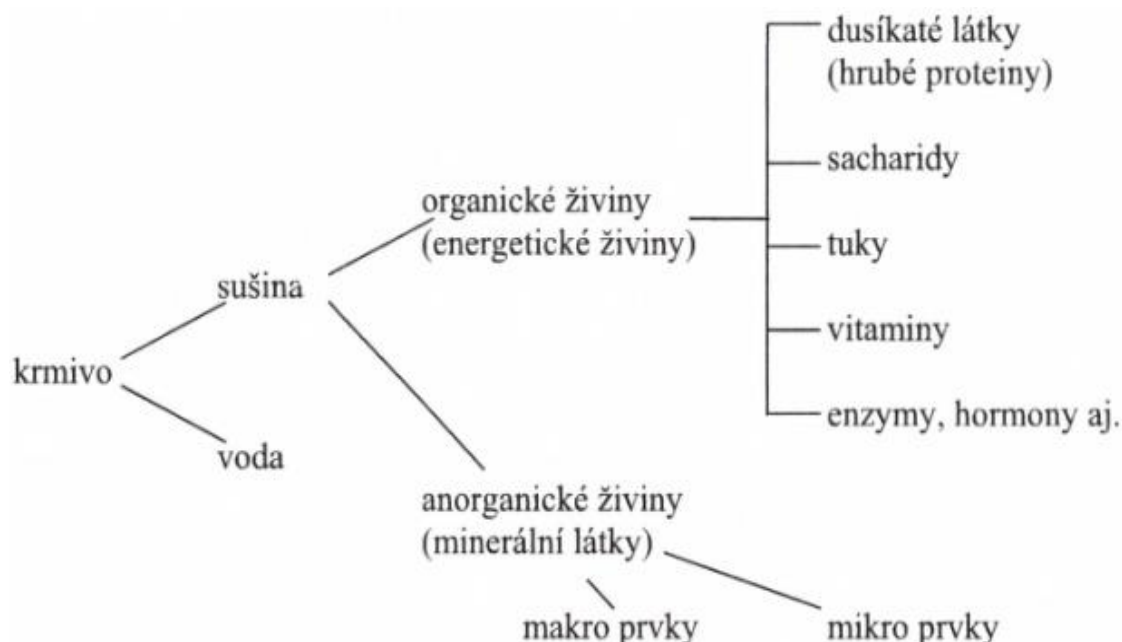 dusíkaté látky
(hrubé proteiny)
sacharidy
organické živiny
(energetické živiny)
tuky
sušina
vitaminy
krmivo
enzymy, hormony aj.
voda
anorganické živiny
(minerální látky)
makro prvky
mikro prvky